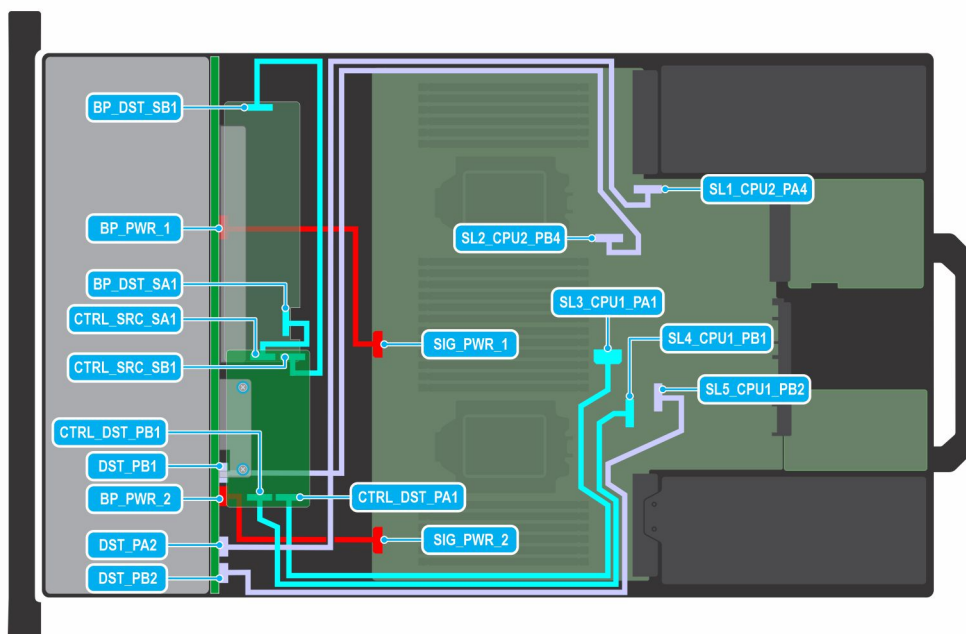 BP_DST_SB1
BP_PWR_1
BP_DST_SA1
CTRL_SRC_SA1
CTRL_SRC_SB1
CTRL_DST_PB1
DST_PB1
BP_PWR_2
DST_PA2
DST_PB2
CTRL_DST_PA1
SIG_PWR_1
SIG_PWR_2
SL1_CPU2_PA4
SL2_CPU2_PB4
SL3_CPU1_PA1
SL4_CPU1_PB1
SL5_CPU1_PB2